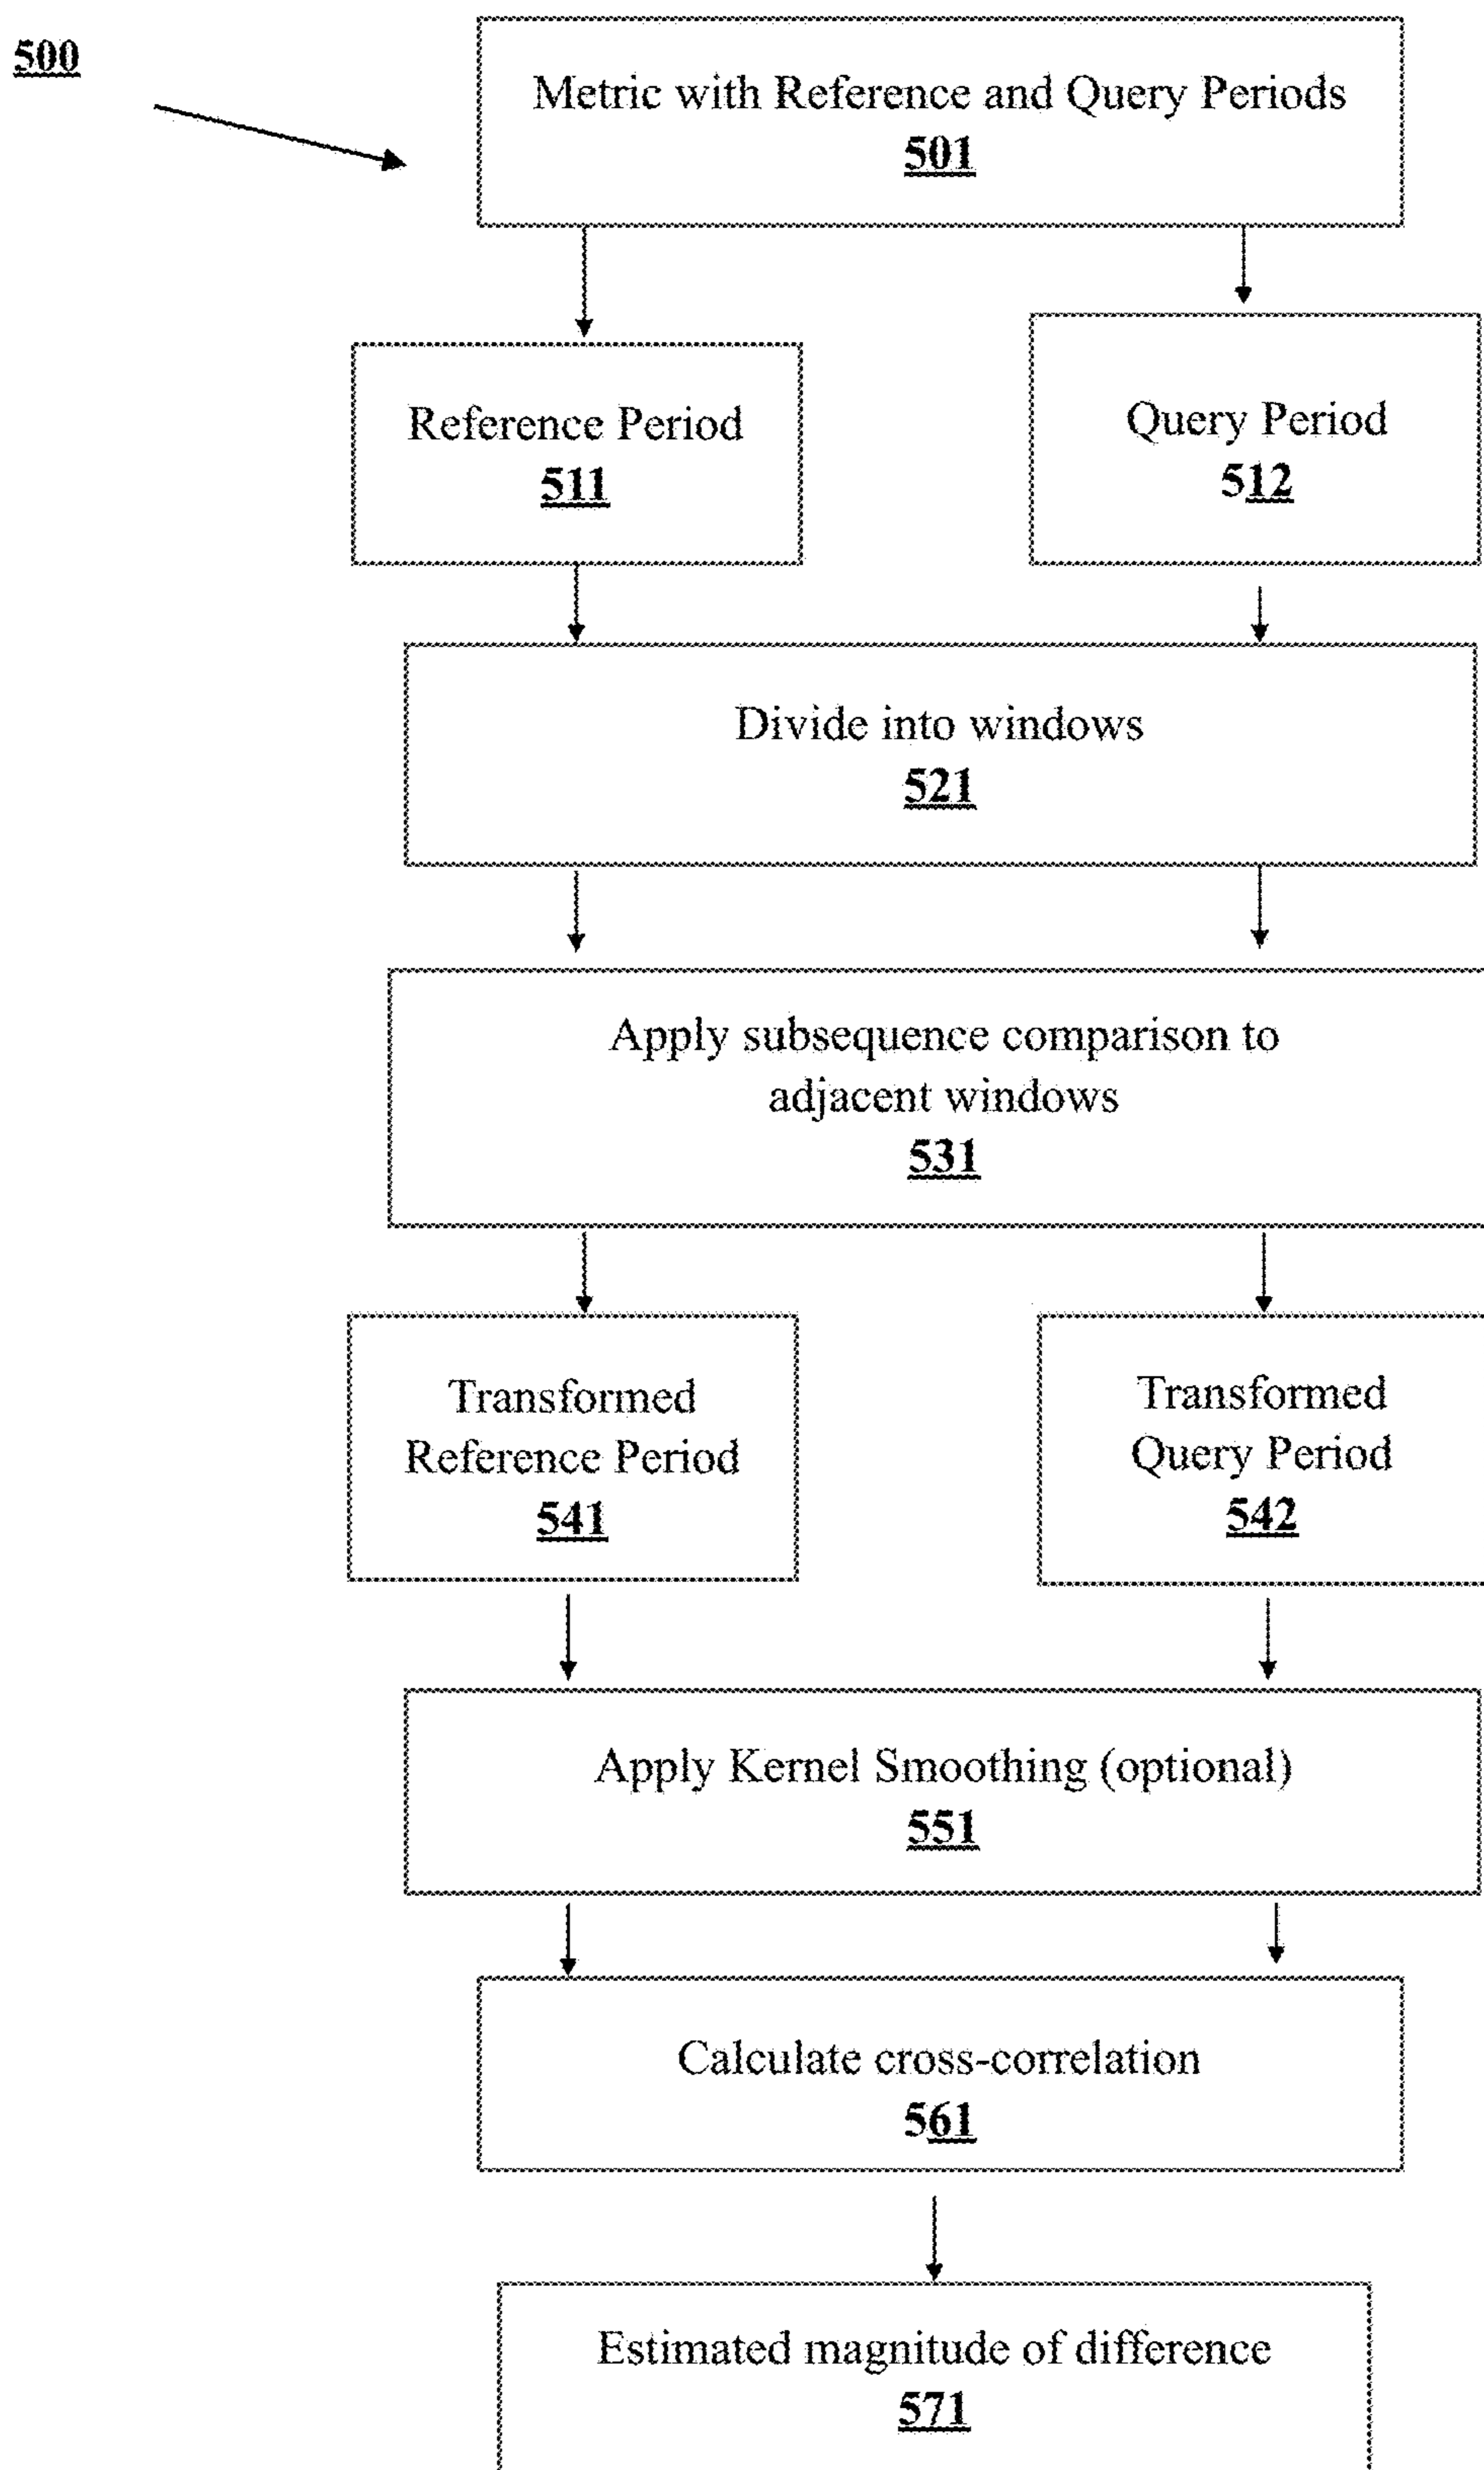 500
Metric with Reference and Query Periods
501
Reference Period
511
Query Period
512
Divide into windows
521
Apply subsequence comparison to
adjacent windows
531
Transformed
Reference Period
541
Transformed
Query Period
542
Apply Kernel Smoothing (optional)
551
Calculate cross-correlation
561
Estimated magnitude of difference
571